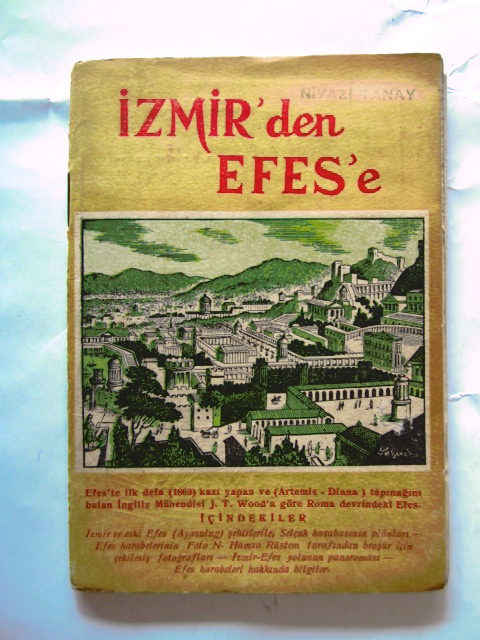 NİYAZİ TANAY
İZMİR'den
EFES'e
Efes'te ilk defa (1869) kazı yapan ve (Artemis - Diana) tapınağını
bulan İngiliz Mühendisi J. T. Wood'a göre Roma devrindeki Efes.
İÇİNDEKİLER
İzmir ve eski Efes (Ayasulug) şehirlerile, Selçuk kasabasının plânları —
Efes harabelerinin Foto N. Hamza Rüstem tarafından broşür için
çekilmiş fotografları — İzmir-Efes yolunun panoraması —
Efes harabeleri hakkında bilgiler.